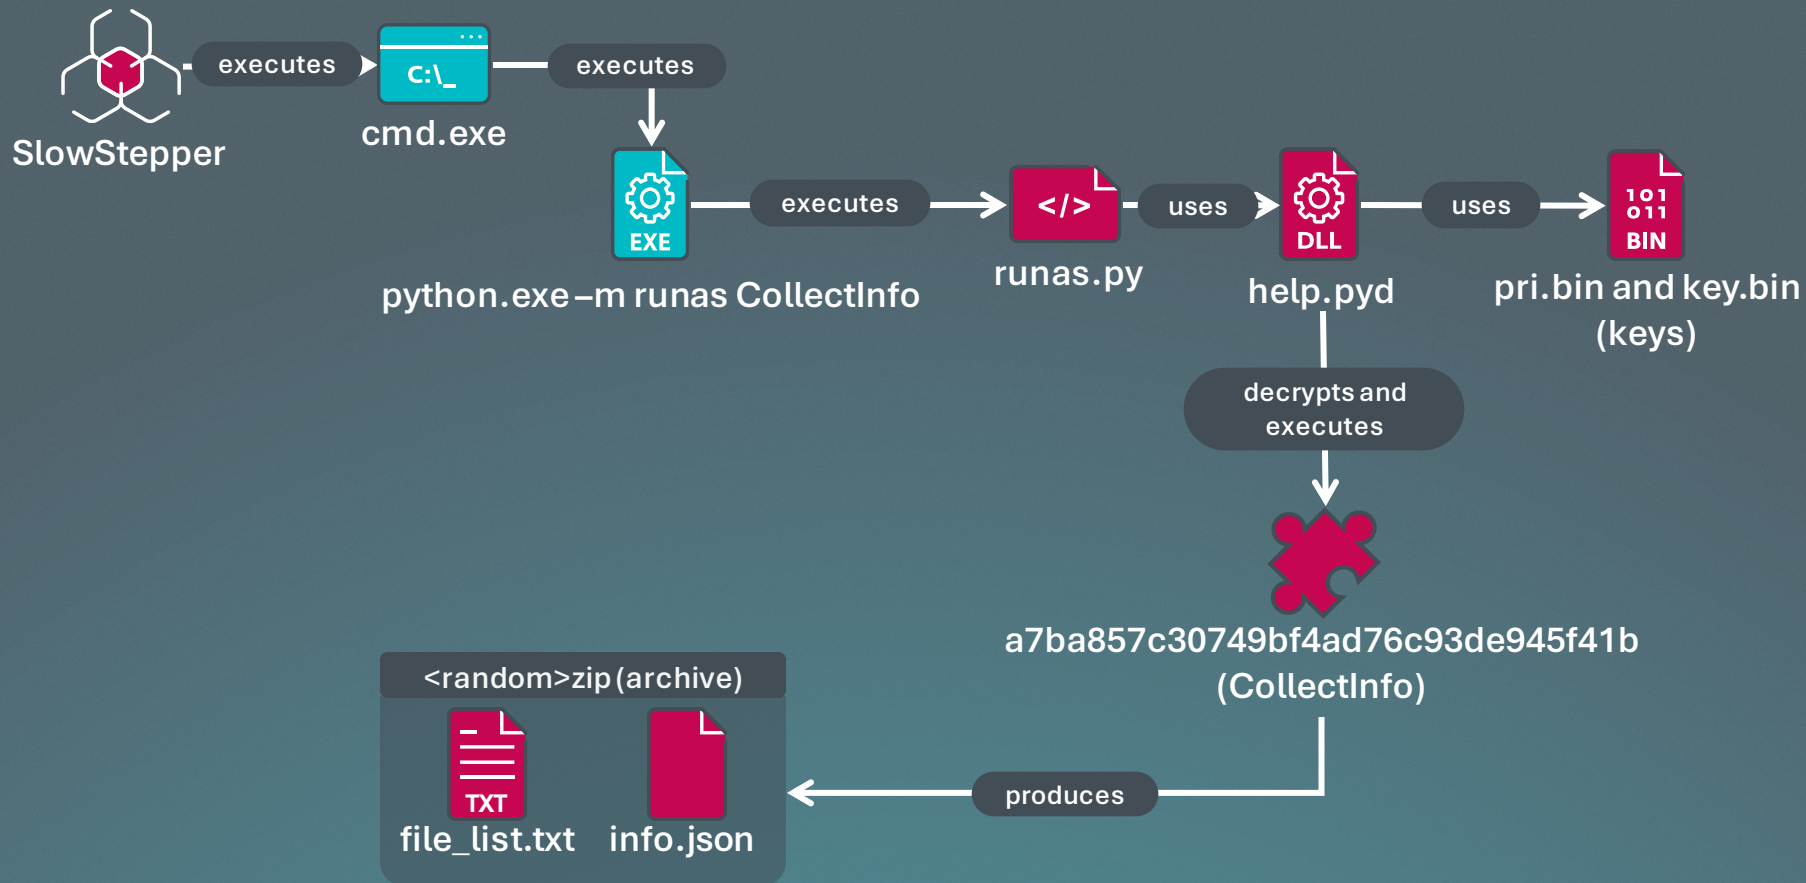 executes
C:\_
executes
SlowStepper
cmd.exe
EXE
executes
</>
uses
DLL
uses
101
011
BIN
python.exe –m runas CollectInfo
runas.py
help.pyd
pri.bin and key.bin
(keys)
decrypts and
executes
a7ba857c30749bf4ad76c93de945f41b
(CollectInfo)
<random>zip (archive)
TXT
file_list.txt
info.json
produces